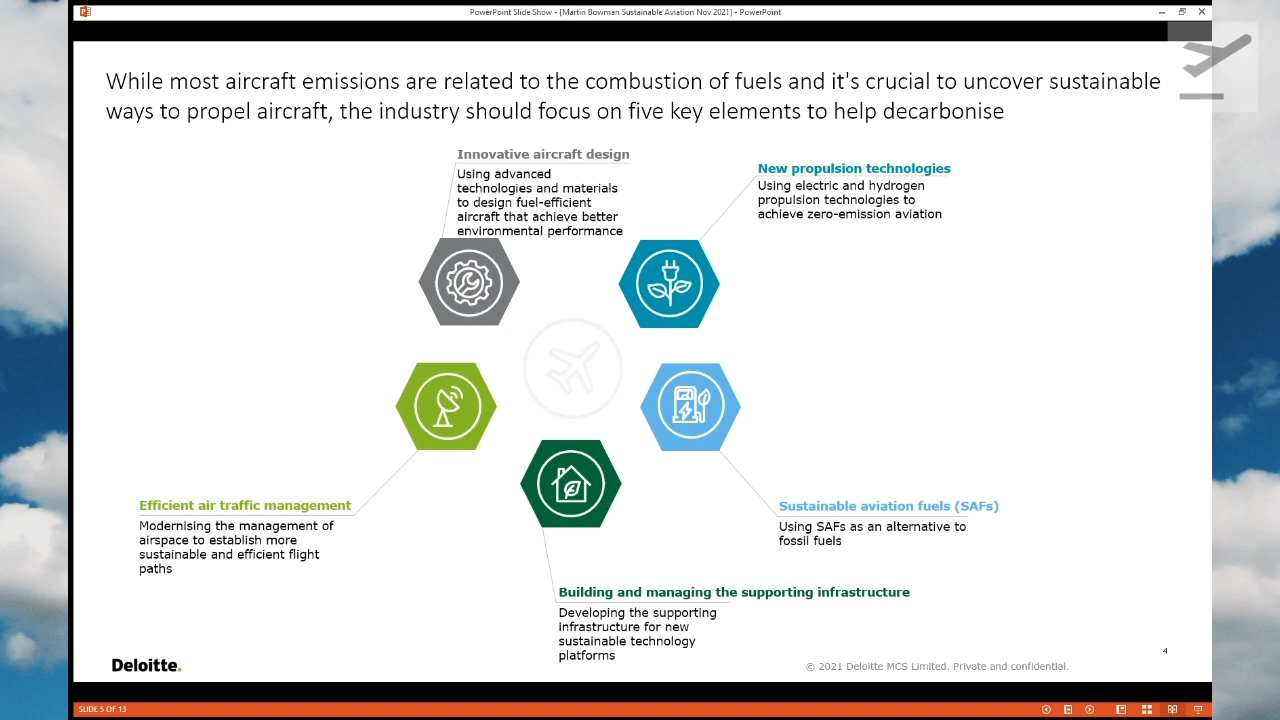 PowerPoint Slide Show - [Martin Bowman Sustainable Aviation Nov 2021] - PowerPoint
While most aircraft emissions are related to the combustion of fuels and it's crucial to uncover sustainable
ways to propel aircraft, the industry should focus on five key elements to help decarbonise
Innovative aircraft design
Using advanced
technologies and materials
to design fuel-efficient
aircraft that achieve better
environmental performance
New propulsion technologies
Using electric and hydrogen
propulsion technologies to
achieve zero-emission aviation
Efficient air traffic management
Modernising the management of
airspace to establish more
sustainable and efficient flight
paths
Sustainable aviation fuels (SAFs)
Using SAFs as an alternative to
fossil fuels
Building and managing the supporting infrastructure
Developing the supporting
infrastructure for new
sustainable technology
platforms
4
Deloitte.
© 2021 Deloitte MCS Limited. Private and confidential.
SLIDE 5 OF 13